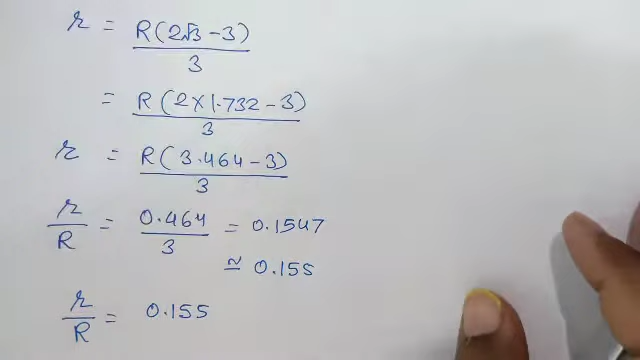 r = R(2√3 - 3) / 3
= R(2×1.732 - 3) / 3
r = R(3.464 - 3) / 3
r/R = 0.464/3 = 0.1547
≃ 0.155
r/R = 0.155